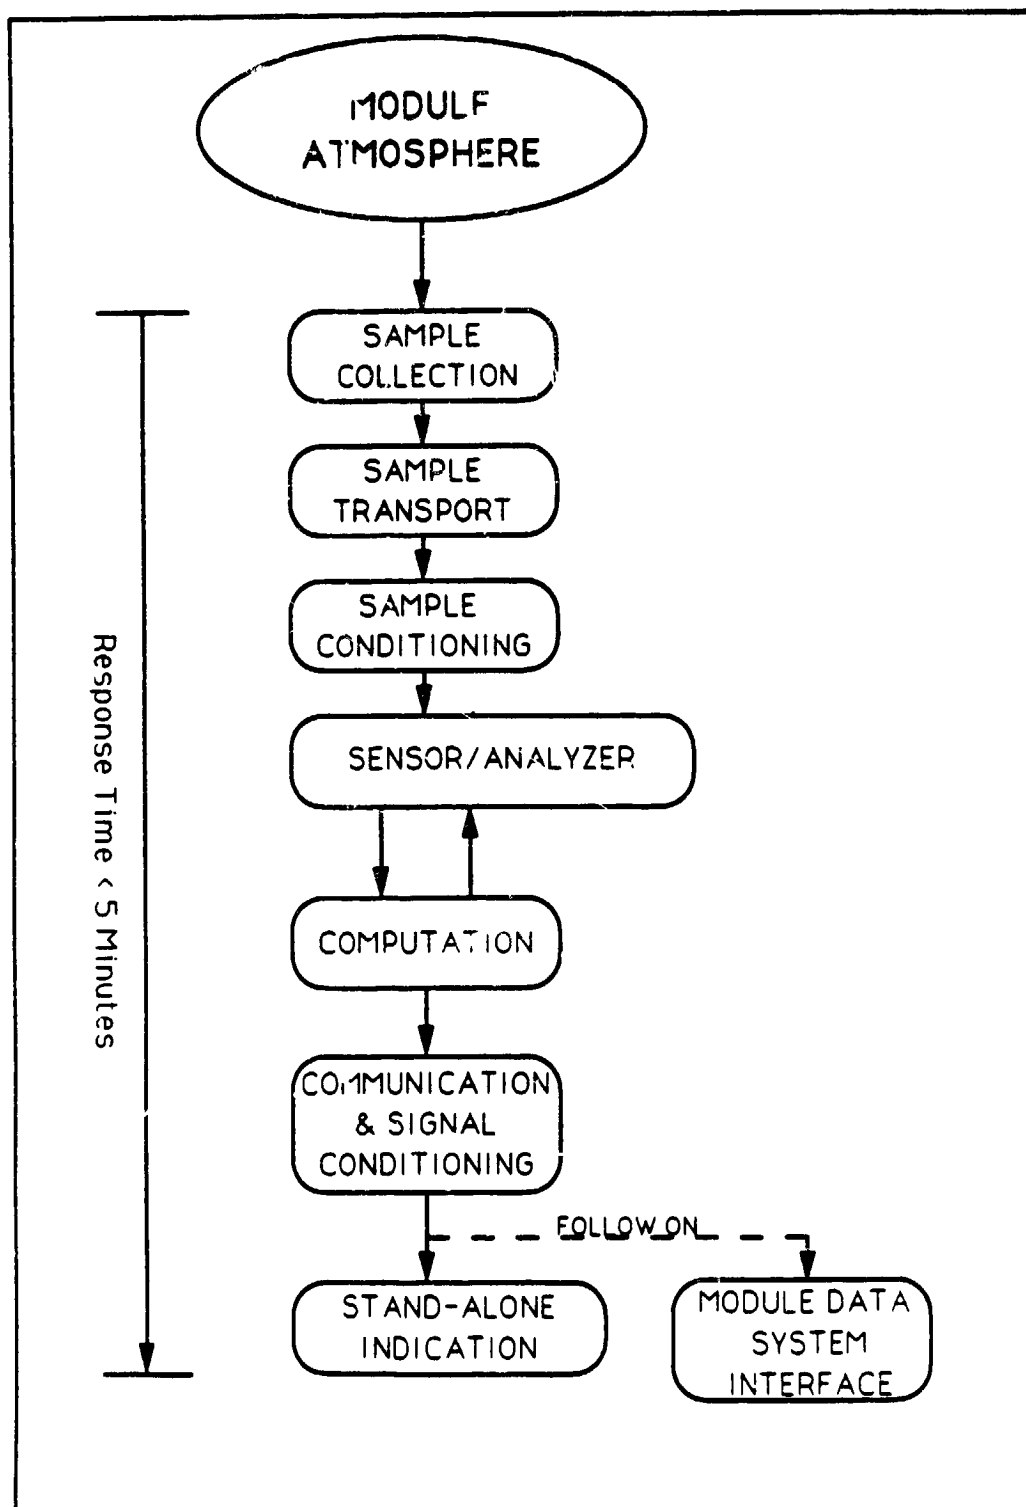 MODULE
ATMOSPHERE
SAMPLE
COLLECTION
SAMPLE
TRANSPORT
SAMPLE
CONDITIONING
SENSOR/ANALYZER
COMPUTATION
COMMUNICATION
& SIGNAL
CONDITIONING
FOLLOW ON
STAND-ALONE
INDICATION
MODULE DATA
SYSTEM
INTERFACE
Response Time < 5 Minutes